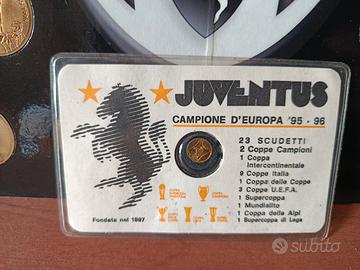 JUVENTUS
CAMPIONE D'EUROPA '95 - 96
23 SCUDETTI
2 Coppe Campioni
1 Coppa
Intercontinentale
9 Coppe Italia
1 Coppa delle Coppe
3 Coppe U.E.F.A.
1 Supercoppa
1 Mundialito
1 Coppa delle Alpi
1 Supercoppa di Lega
Fondata nel 1897
subito